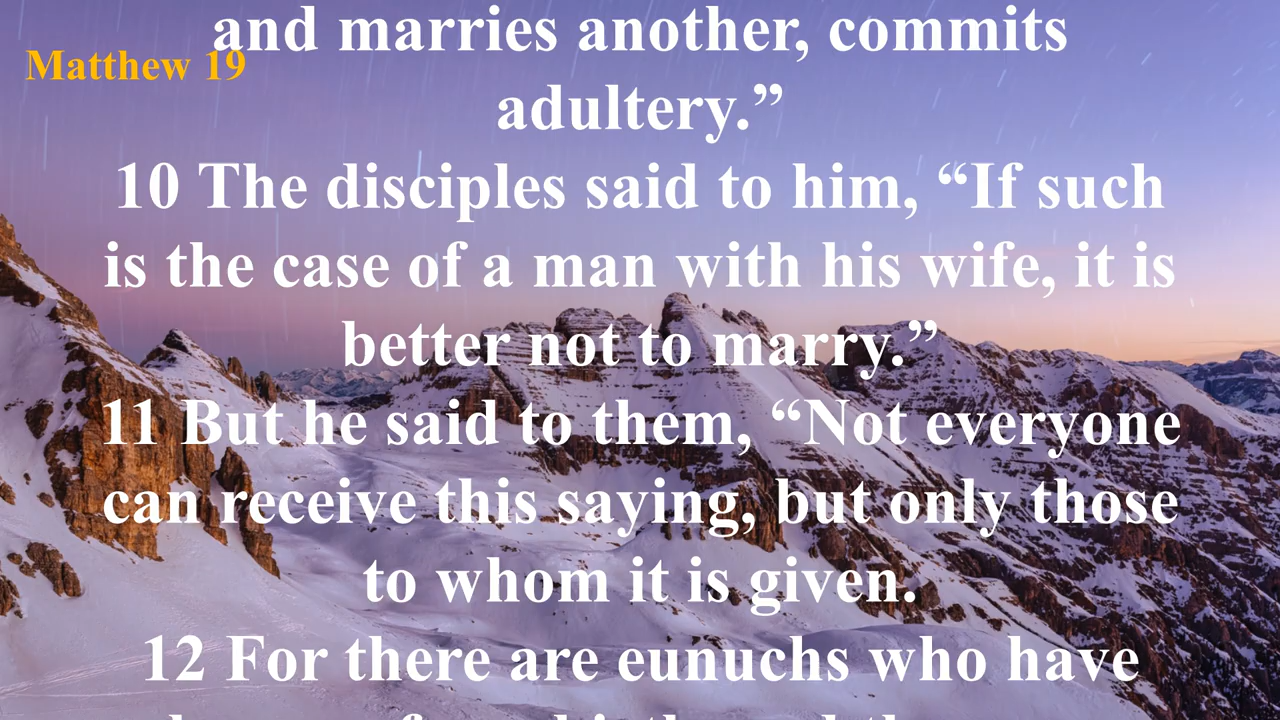 and marries another, commits
Matthew 19
adultery.”
10 The disciples said to him, “If such
is the case of a man with his wife, it is
better not to marry.”
11 But he said to them, “Not everyone
can receive this saying, but only those
to whom it is given.
12 For there are eunuchs who have